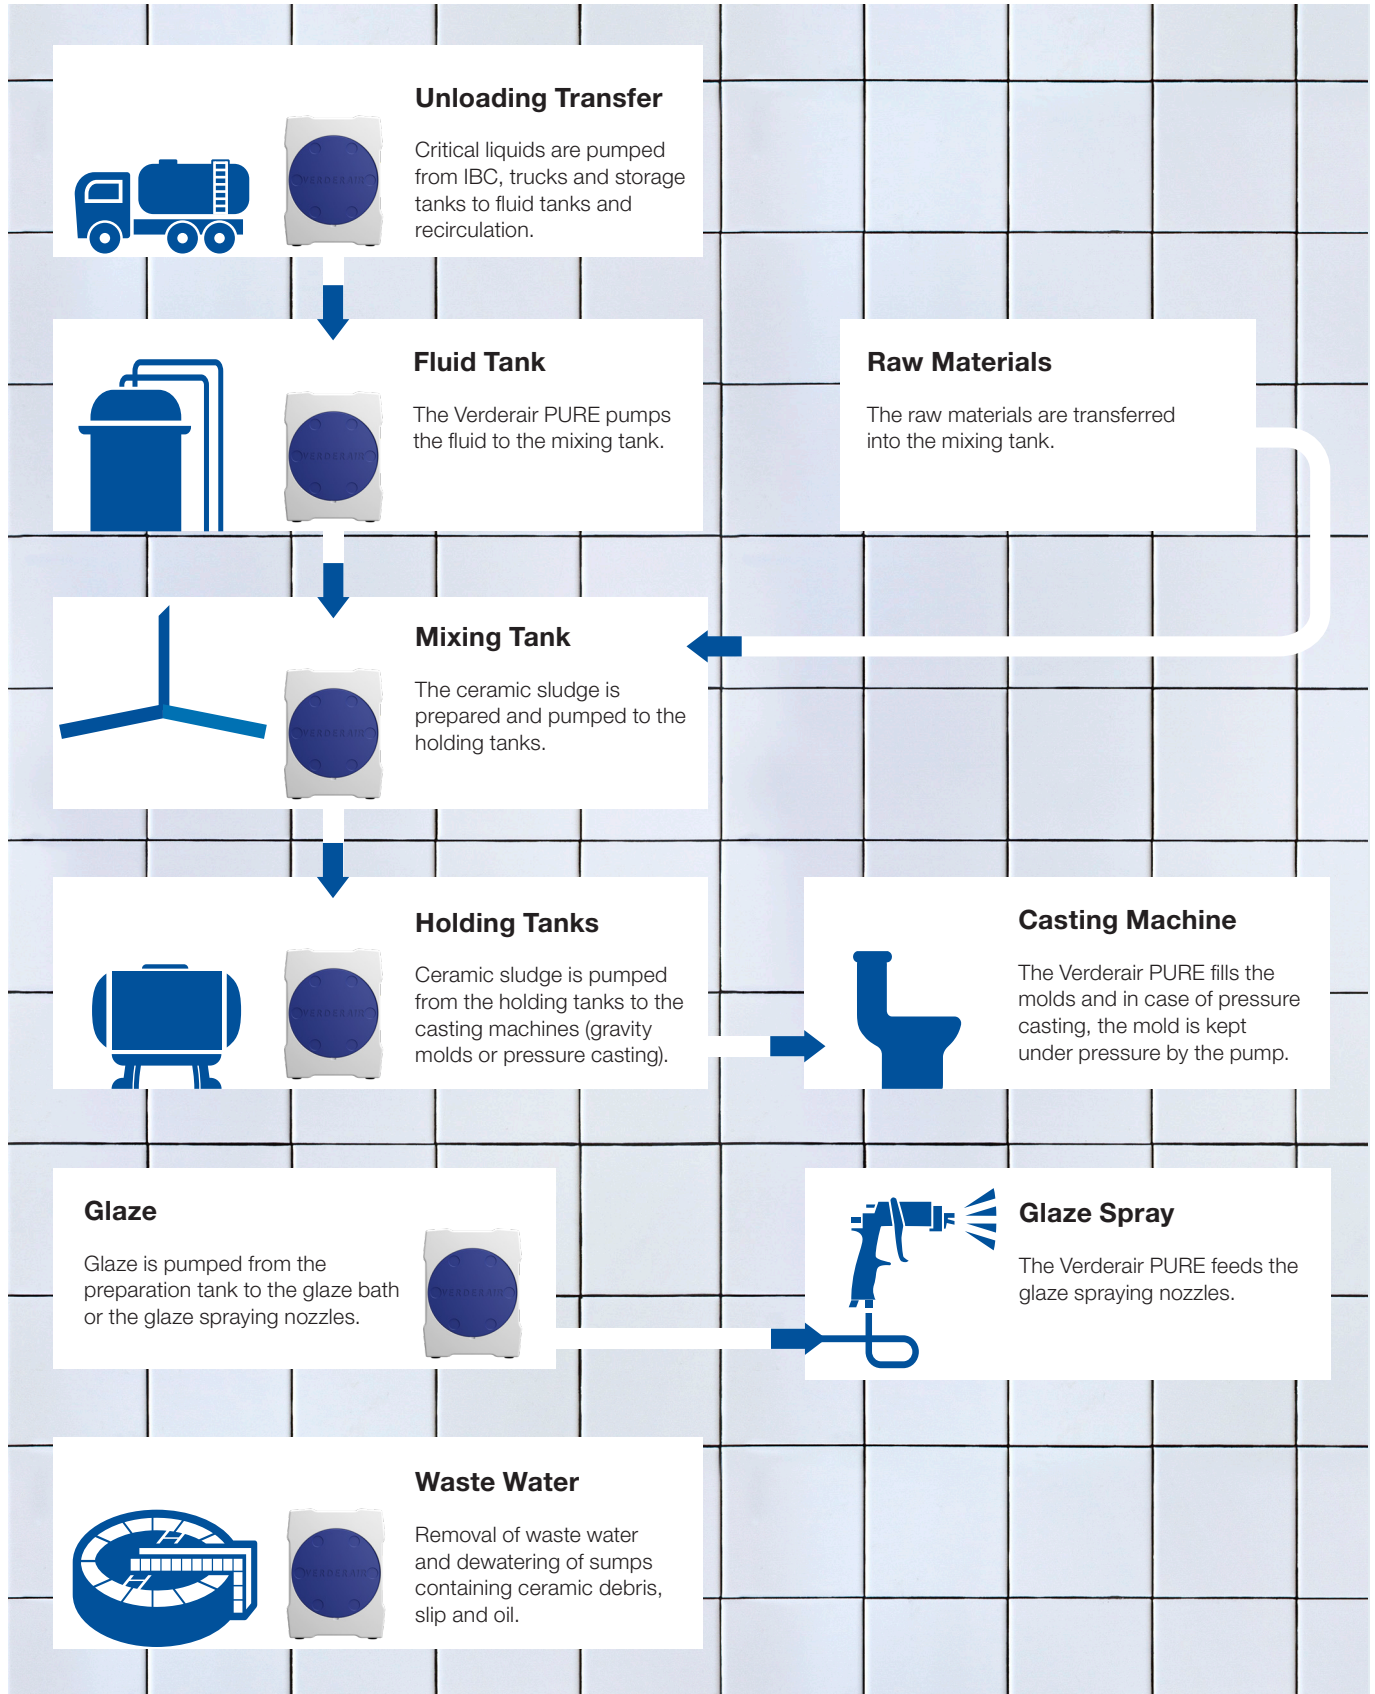 Unloading Transfer
Critical liquids are pumped
from IBC, trucks and storage
tanks to fluid tanks and
recirculation.
VERDERAIR
Fluid Tank
The Verderair PURE pumps
the fluid to the mixing tank.
VERDERAIR
Raw Materials
The raw materials are transferred
into the mixing tank.
Mixing Tank
The ceramic sludge is
prepared and pumped to the
holding tanks.
VERDERAIR
Holding Tanks
Ceramic sludge is pumped
from the holding tanks to the
casting machines (gravity
molds or pressure casting).
VERDERAIR
Casting Machine
The Verderair PURE fills the
molds and in case of pressure
casting, the mold is kept
under pressure by the pump.
Glaze
Glaze is pumped from the
preparation tank to the glaze bath
or the glaze spraying nozzles.
VERDERAIR
Glaze Spray
The Verderair PURE feeds the
glaze spraying nozzles.
Waste Water
Removal of waste water
and dewatering of sumps
containing ceramic debris,
slip and oil.
VERDERAIR